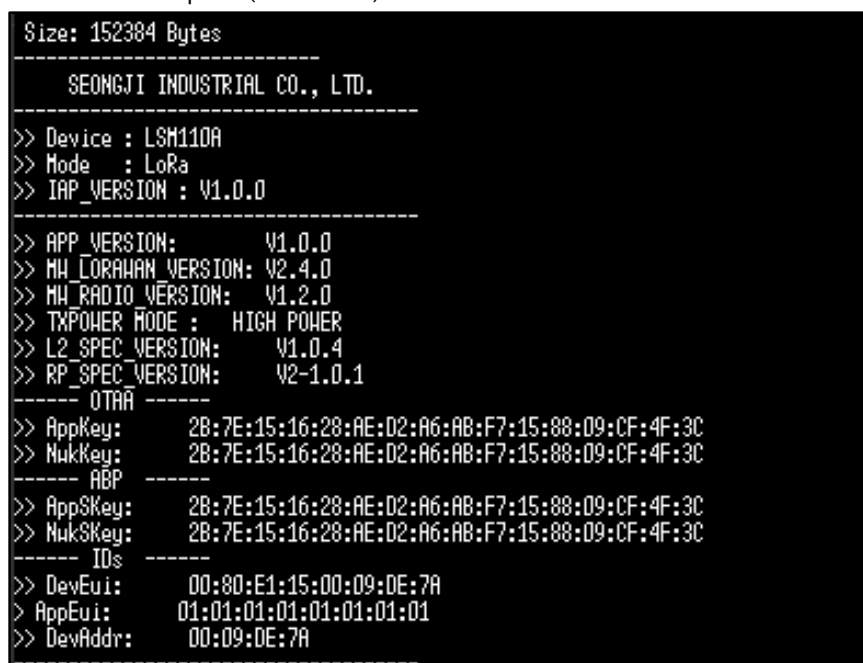 Size: 152384 Bytes
----------------------------
SEONGJI INDUSTRIAL CO., LTD.
-------------------------------------
>> Device : LSM110A
>> Mode   : LoRa
>> IAP_VERSION : V1.0.0
-------------------------------------
>> APP_VERSION:        V1.0.0
>> MW_LORAWAN_VERSION: V2.4.0
>> MW_RADIO_VERSION:   V1.2.0
>> TXPOWER MODE :   HIGH POWER
>> L2_SPEC_VERSION:     V1.0.4
>> RP_SPEC_VERSION:     V2-1.0.1
------ OTAA ------
>> AppKey:      2B:7E:15:16:28:AE:D2:A6:AB:F7:15:88:09:CF:4F:3C
>> NwkKey:      2B:7E:15:16:28:AE:D2:A6:AB:F7:15:88:09:CF:4F:3C
------ ABP  ------
>> AppSKey:     2B:7E:15:16:28:AE:D2:A6:AB:F7:15:88:09:CF:4F:3C
>> NwkSKey:     2B:7E:15:16:28:AE:D2:A6:AB:F7:15:88:09:CF:4F:3C
------ IDs  ------
>> DevEui:      00:80:E1:15:00:09:DE:7A
> AppEui:      01:01:01:01:01:01:01:01
>> DevAddr:     00:09:DE:7A
-------------------------------------